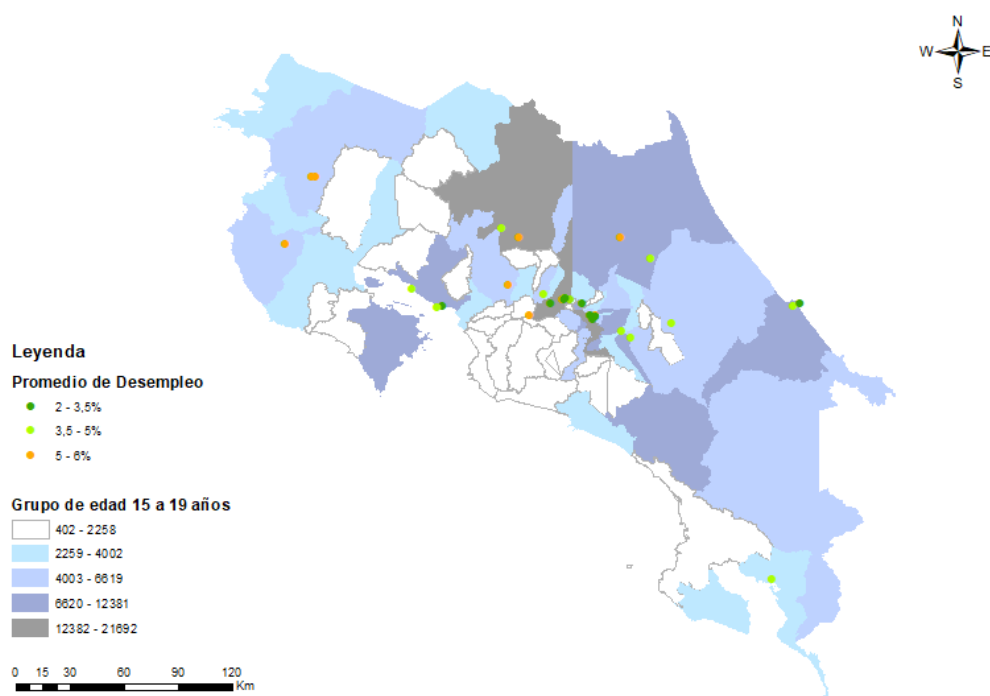 N
W E
S
Leyenda
Promedio de Desempleo
2 - 3,5%
3,5 - 5%
5 - 6%
Grupo de edad 15 a 19 años
402 - 2258
2259 - 4002
4003 - 6619
6620 - 12381
12382 - 21692
0 15 30 60 90 120
Km